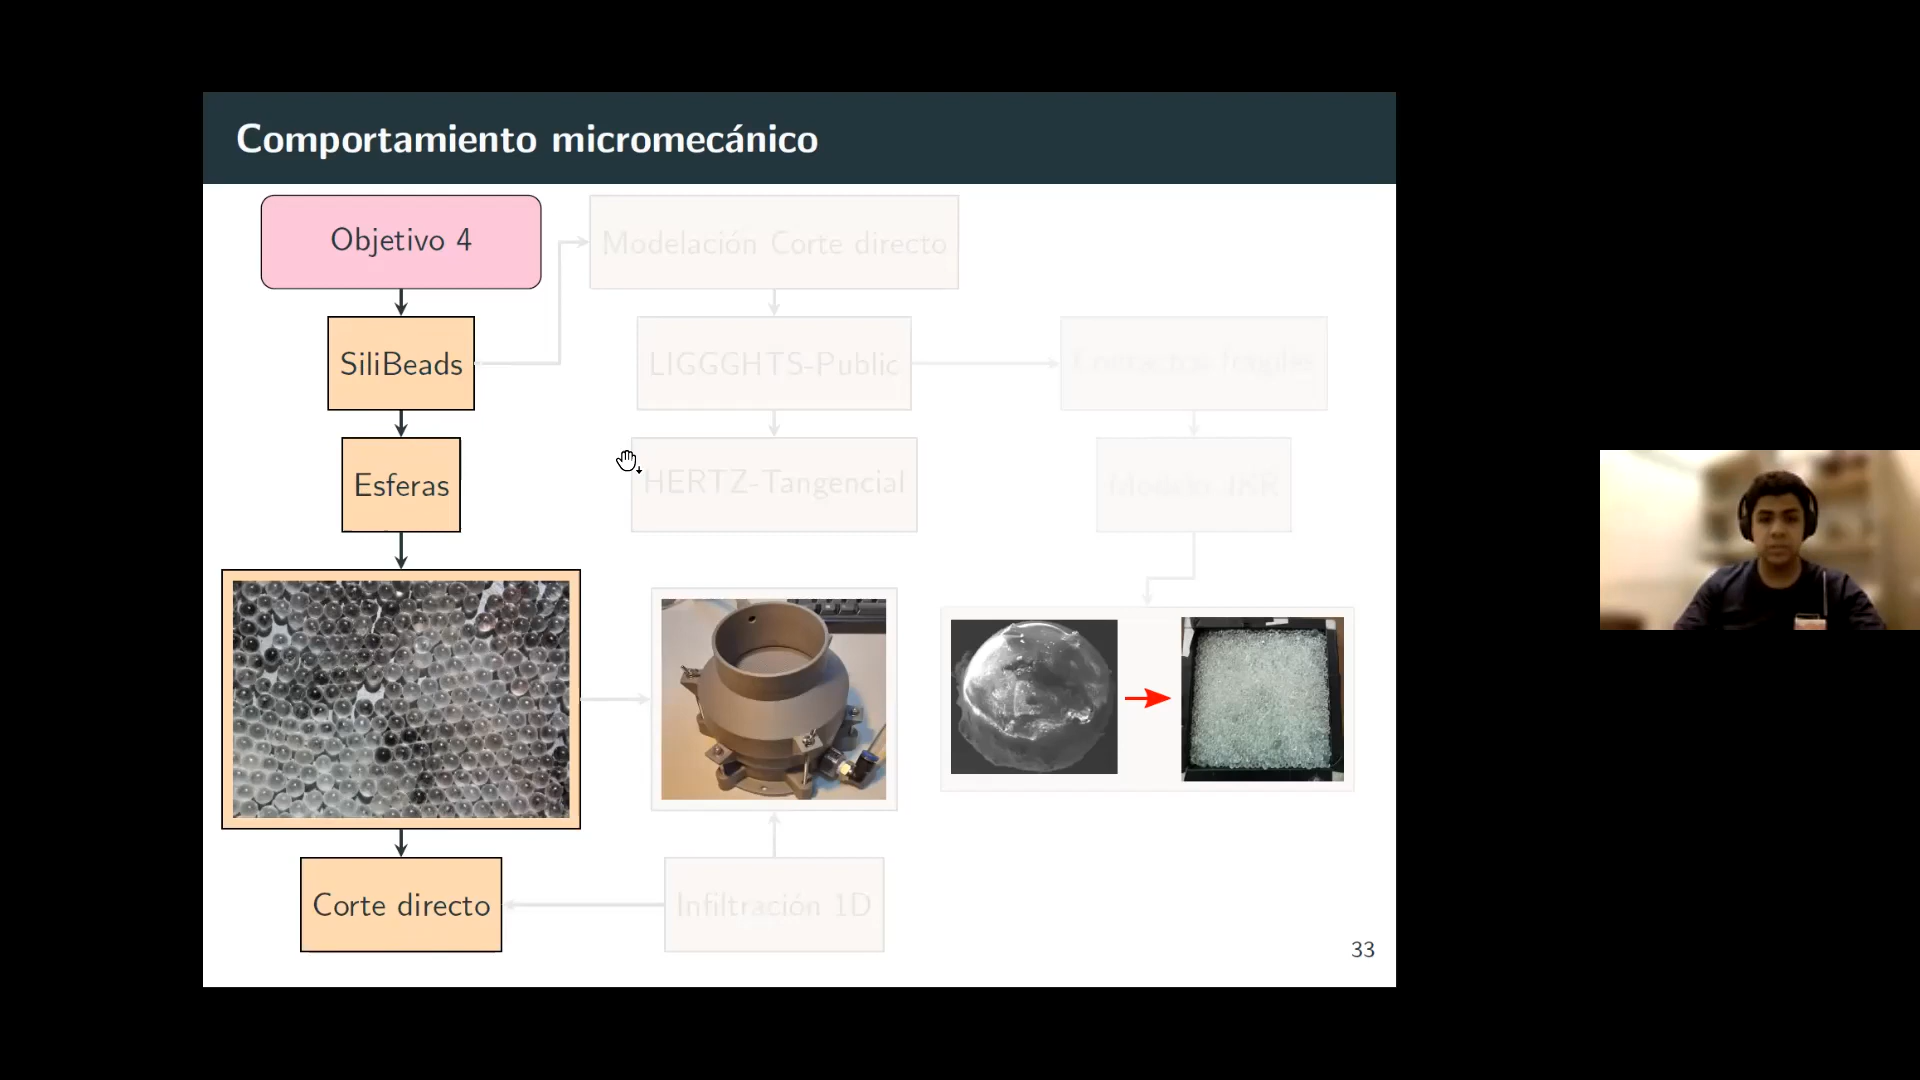 Comportamiento micromecánico
Objetivo 4
Modelación Corte directo
SiliBeads
LIGGGHTS-Public
Contactos frágiles
Esferas
HERTZ-Tangencial
Modelo JKR
Corte directo
Infiltración 1D
33